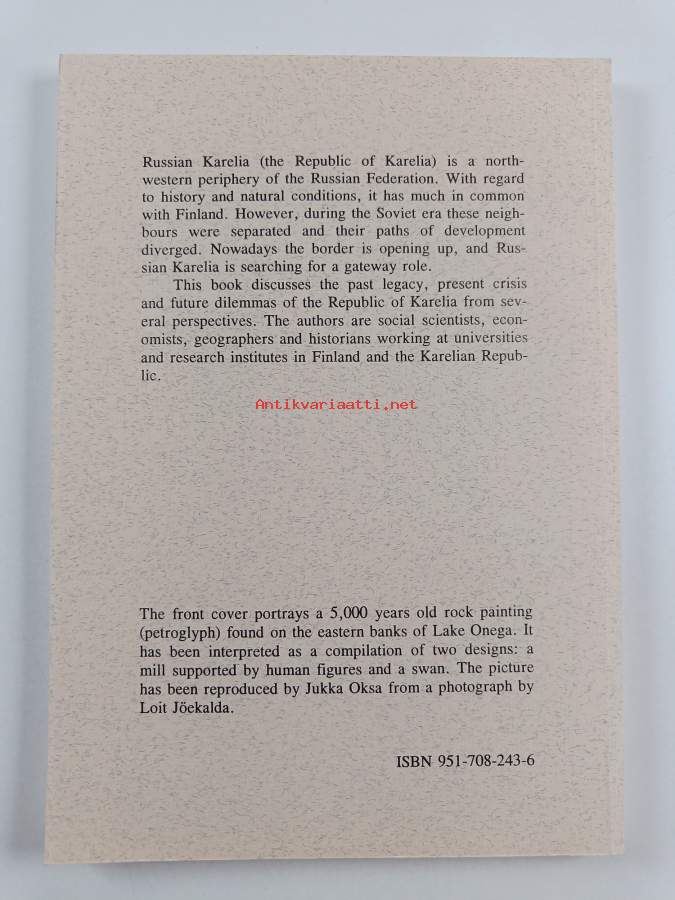 Russian Karelia (the Republic of Karelia) is a north-
western periphery of the Russian Federation. With regard
to history and natural conditions, it has much in common
with Finland. However, during the Soviet era these neigh-
bours were separated and their paths of development
diverged. Nowadays the border is opening up, and Rus-
sian Karelia is searching for a gateway role.
This book discusses the past legacy, present crisis
and future dilemmas of the Republic of Karelia from sev-
eral perspectives. The authors are social scientists, econ-
omists, geographers and historians working at universities
and research institutes in Finland and the Karelian Repub-
lic.
Antikvariaatti.net
The front cover portrays a 5,000 years old rock painting
(petroglyph) found on the eastern banks of Lake Onega. It
has been interpreted as a compilation of two designs: a
mill supported by human figures and a swan. The picture
has been reproduced by Jukka Oksa from a photograph by
Loit Jöekalda.
ISBN 951-708-243-6